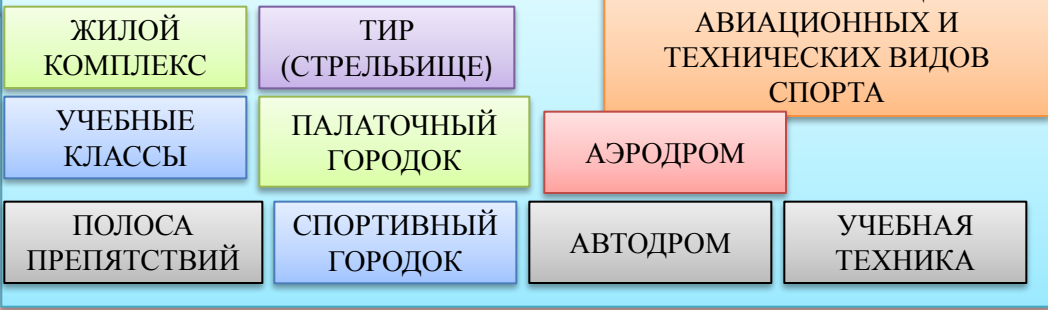 ЖИЛОЙ
КОМПЛЕКС
ТИР
(СТРЕЛЬБИЩЕ)
АВИАЦИОННЫХ И
ТЕХНИЧЕСКИХ ВИДОВ
СПОРТА
УЧЕБНЫЕ
КЛАССЫ
ПАЛАТОЧНЫЙ
ГОРОДОК
АЭРОДРОМ
ПОЛОСА
ПРЕПЯТСТВИЙ
СПОРТИВНЫЙ
ГОРОДОК
АВТОДРОМ
УЧЕБНАЯ
ТЕХНИКА